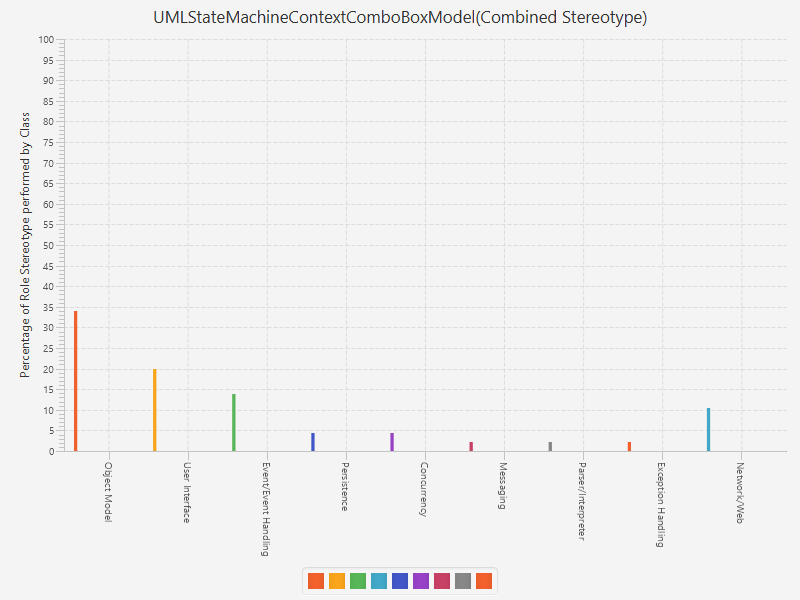 UMLStateMachineContextComboBoxModel(Combined Stereotype)
Percentage of Role Stereotype performed by Class
100
95
90
85
80
75
70
65
60
55
50
45
40
35
30
25
20
15
10
5
0
Object Model
User Interface
Event/Event Handling
Persistence
Concurrency
Messaging
Parser/Interpreter
Exception Handling
Network/Web